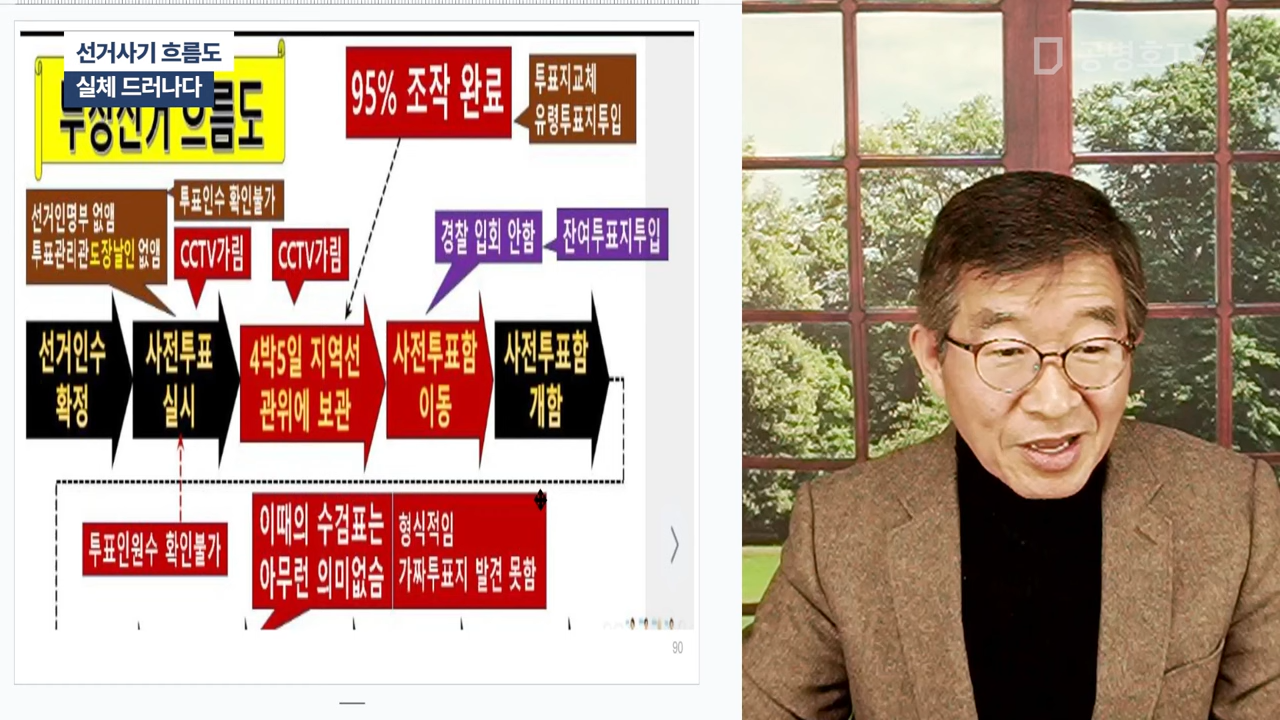 선거사기 흐름도
실체 드러나다
흐름도
95% 조작 완료
투표지교체
유령투표지투입
투표인수 확인불가
선거인명부 없앰
투표관리관도장날인 없앰
CCTV가림
CCTV가림
경찰 입회 안함
잔여투표지투입
선거인수
확정
사전투표
실시
4박5일 지역선
관위에 보관
사전투표함
이동
사전투표함
개함
투표인원수 확인불가
이때의 수검표는
아무런 의미없슴
형식적임
가짜투표지 발견 못함
90
공병호TV